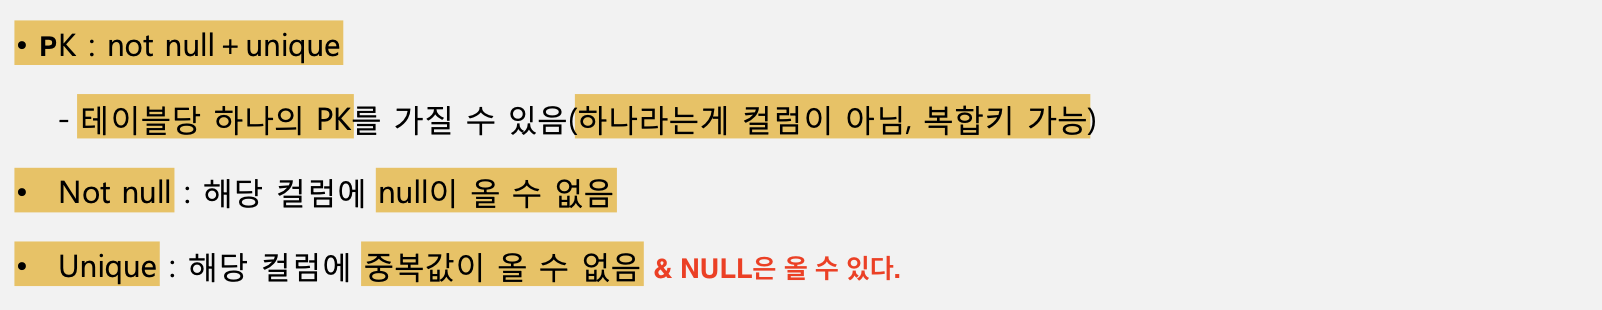 • PK : not null + unique
- 테이블당 하나의 PK를 가질 수 있음(하나라는게 컬럼이 아님, 복합키 가능)
• Not null : 해당 컬럼에 null이 올 수 없음
• Unique : 해당 컬럼에 중복값이 올 수 없음 & NULL은 올 수 있다.